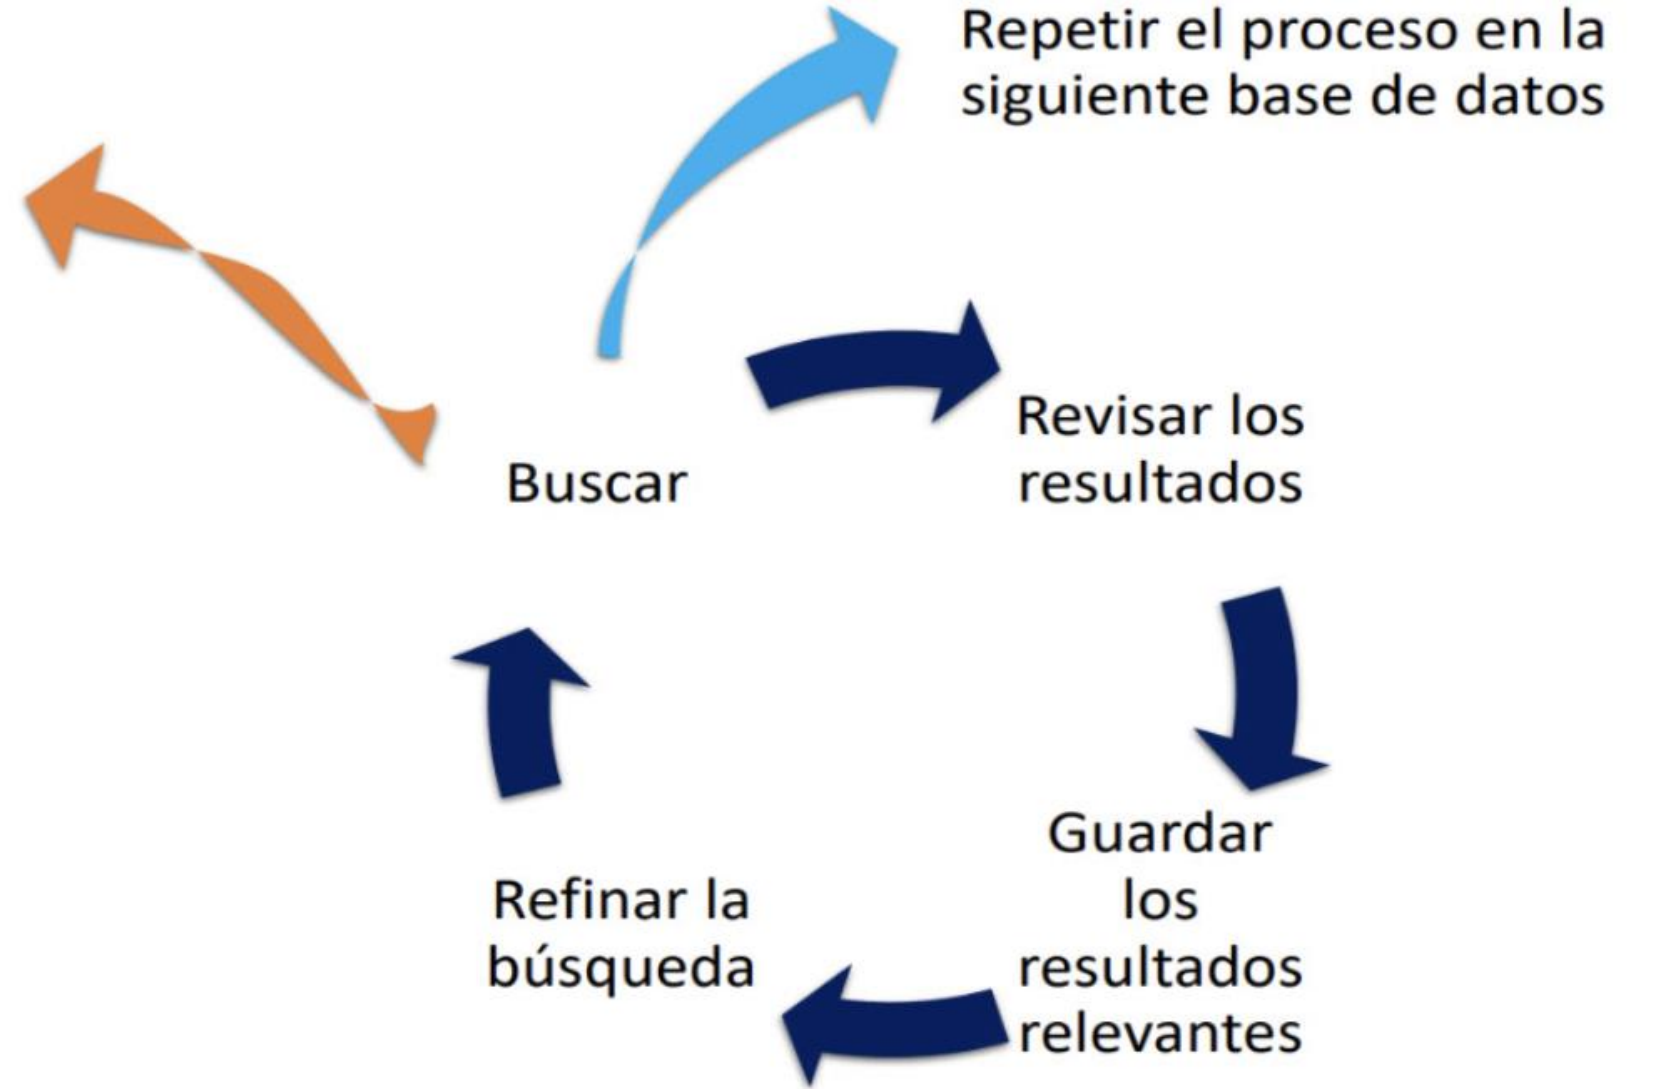 Repetir el proceso en la
siguiente base de datos
Buscar
Revisar los
resultados
Guardar
los
resultados
relevantes
Refinar la
búsqueda